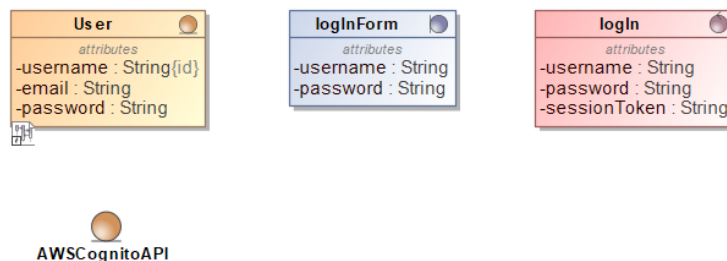 User
attributes
-username : String{id}
-email : String
-password : String
logInForm
attributes
-username : String
-password : String
logIn
attributes
-username : String
-password : String
-sessionToken : String
AWSCognitoAPI